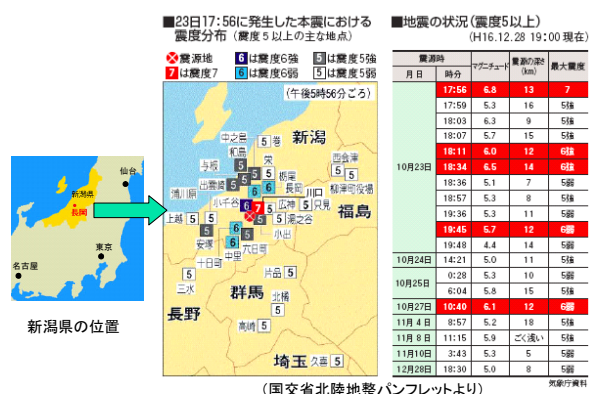 ■23日17:56に発生した本震における
震度分布（震度５以上の主な地点）
震源地
6は震度6強
5は震度5強
7は震度7
6は震度6弱
5は震度5弱
（午後5時56分ごろ）
新潟
中之島
5 巻
和島
栄
与板
5
西会津
出雲崎
栃尾
長岡
柳津町役場
小千谷
川口
広神
只見
福島
上越
湯之谷
小出
安塚
中里
六日町
十日町
三水
片品 5
群馬
北橘
長野
高崎 5
埼玉
久喜 5
仙台
新潟県
長岡
東京
名古屋
新潟県の位置
■地震の状況（震度5以上）
（H16.12.28 19:00 現在）
震源時 マグニチュード 震源の深さ(km) 最大震度
月 日 時分
10月23日 17:56 6.8 13 7
17:59 5.3 16 5強
18:03 6.3 9 5強
18:07 5.7 15 5強
18:11 6.0 12 6強
18:34 6.5 14 6強
18:36 5.1 7 5弱
18:57 5.3 8 5強
19:36 5.3 11 5弱
19:45 5.7 12 6弱
19:48 4.4 14 5弱
10月24日 14:21 5.0 11 5強
10月25日 0:28 5.3 10 5弱
6:04 5.8 15 5強
10月27日 10:40 6.1 12 6弱
11月 4 日 8:57 5.2 18 5強
11月 8 日 11:15 5.9 ごく浅い 5強
11月10日 3:43 5.3 5 5弱
12月28日 18:30 5.0 8 5弱
気象庁資料
（国交省北陸地整パンフレットより）